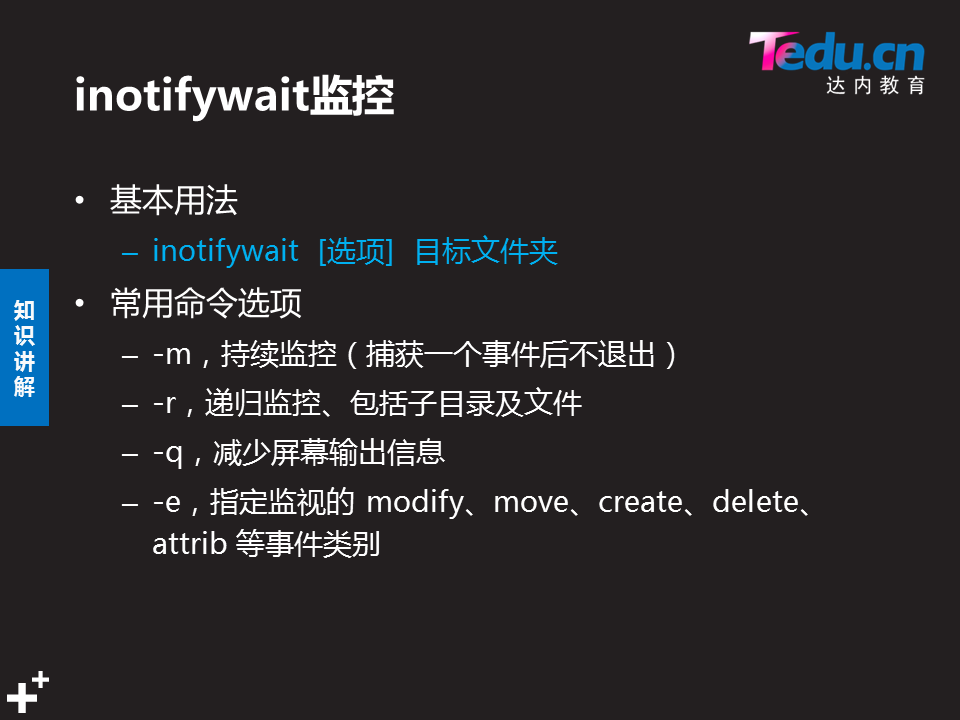 Tedu.cn
达内教育
inotifywait监控
• 基本用法
– inotifywait [选项] 目标文件夹
• 常用命令选项
– -m，持续监控（捕获一个事件后不退出）
– -r，递归监控、包括子目录及文件
– -q，减少屏幕输出信息
– -e，指定监视的 modify、move、create、delete、
attrib 等事件类别
知
识
讲
解